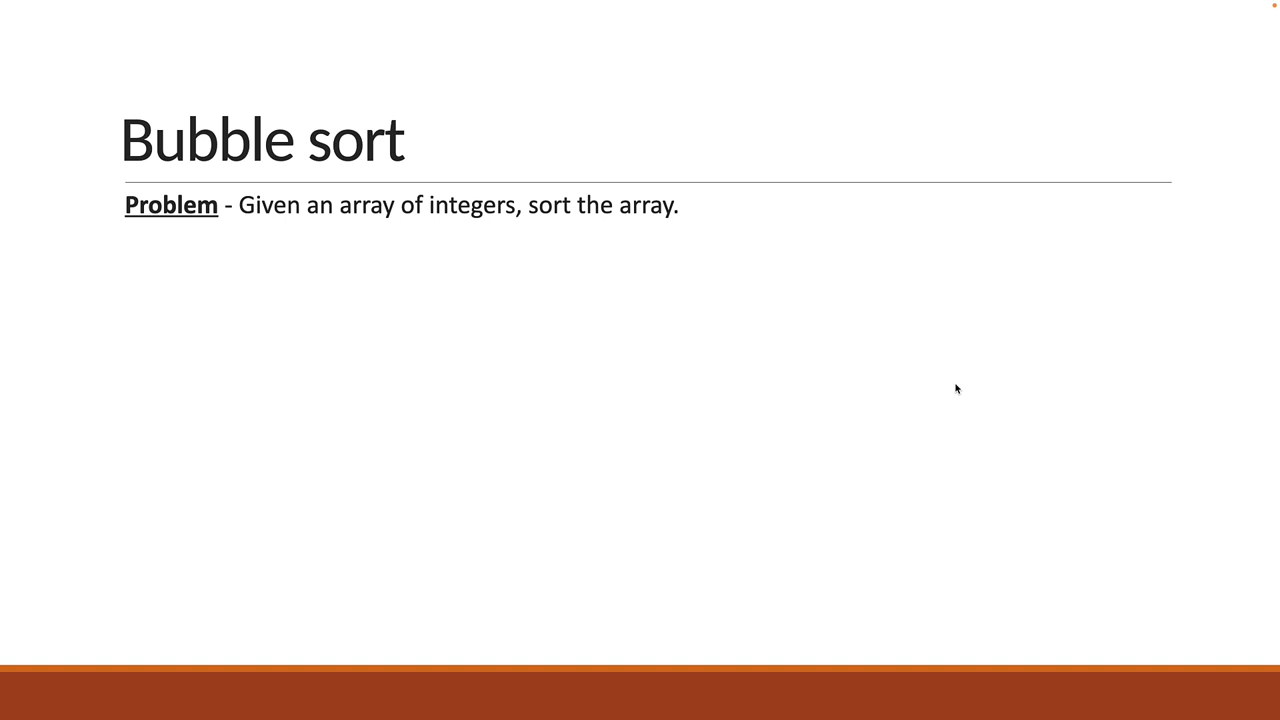 Bubble sort
Problem - Given an array of integers, sort the array.